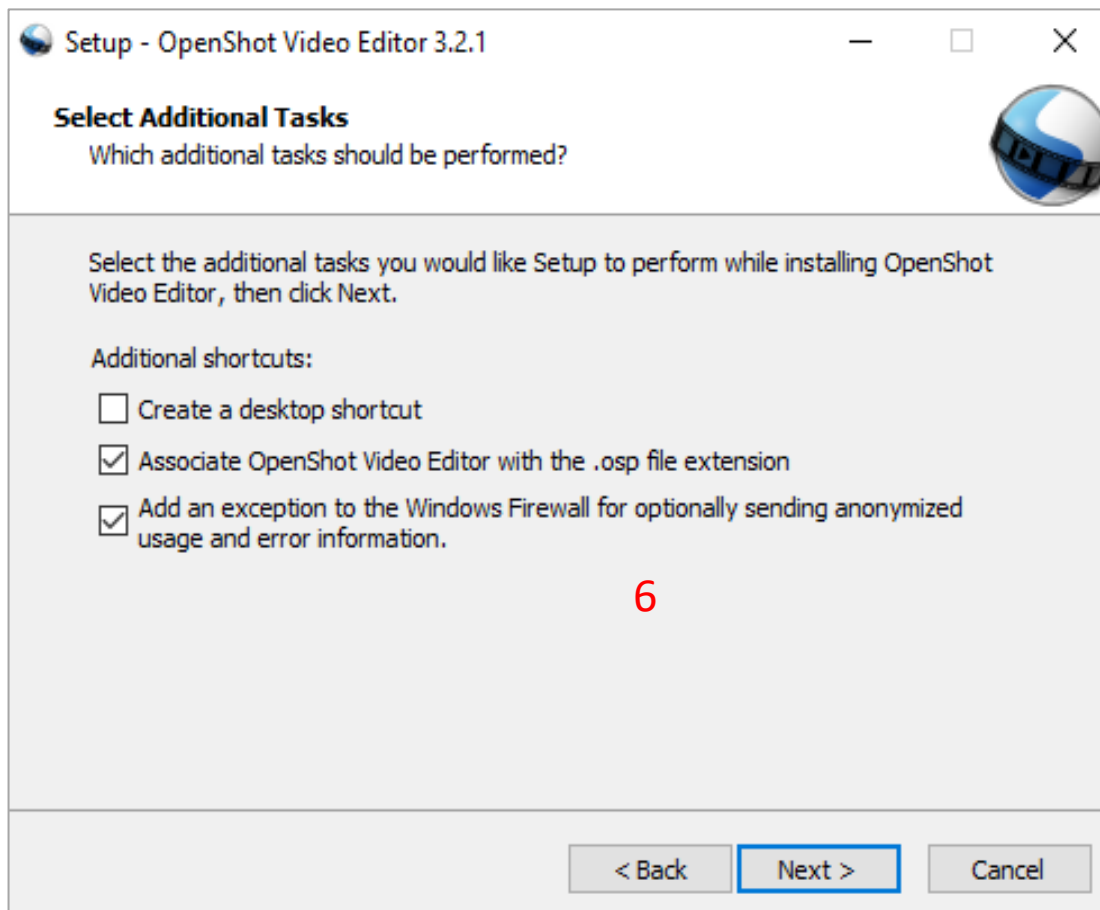 Setup - OpenShot Video Editor 3.2.1
Select Additional Tasks
Which additional tasks should be performed?
Select the additional tasks you would like Setup to perform while installing OpenShot
Video Editor, then click Next.
Additional shortcuts:
Create a desktop shortcut
Associate OpenShot Video Editor with the .osp file extension
Add an exception to the Windows Firewall for optionally sending anonymized
usage and error information.
6
< Back Next > Cancel